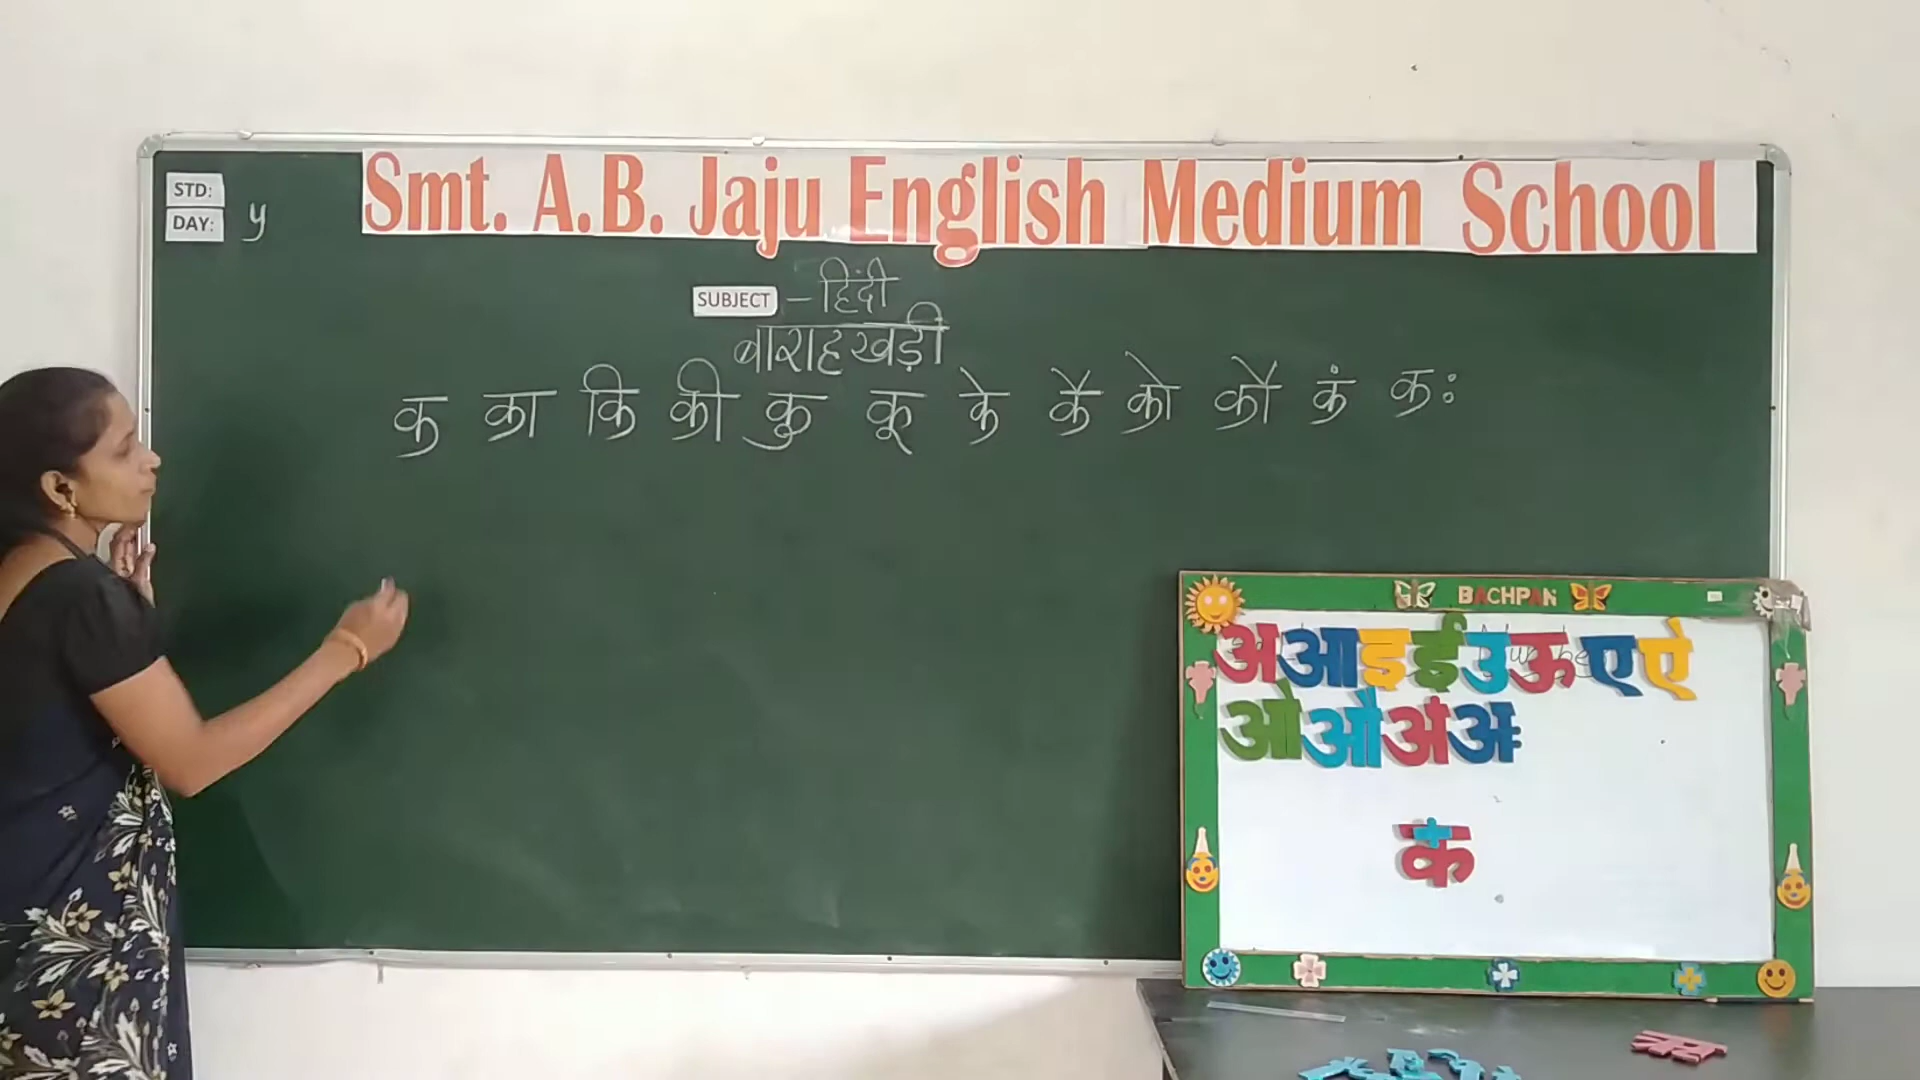 Smt. A.B. Jaju English Medium School
STD:
DAY: y
SUBJECT - हिंदी
बाराहखड़ी
क का कि की कु कू के कै को कौ कं कः
BACHPAN
अ आ इ ई उ ऊ ए ऐ
ओ औ अं अः
क